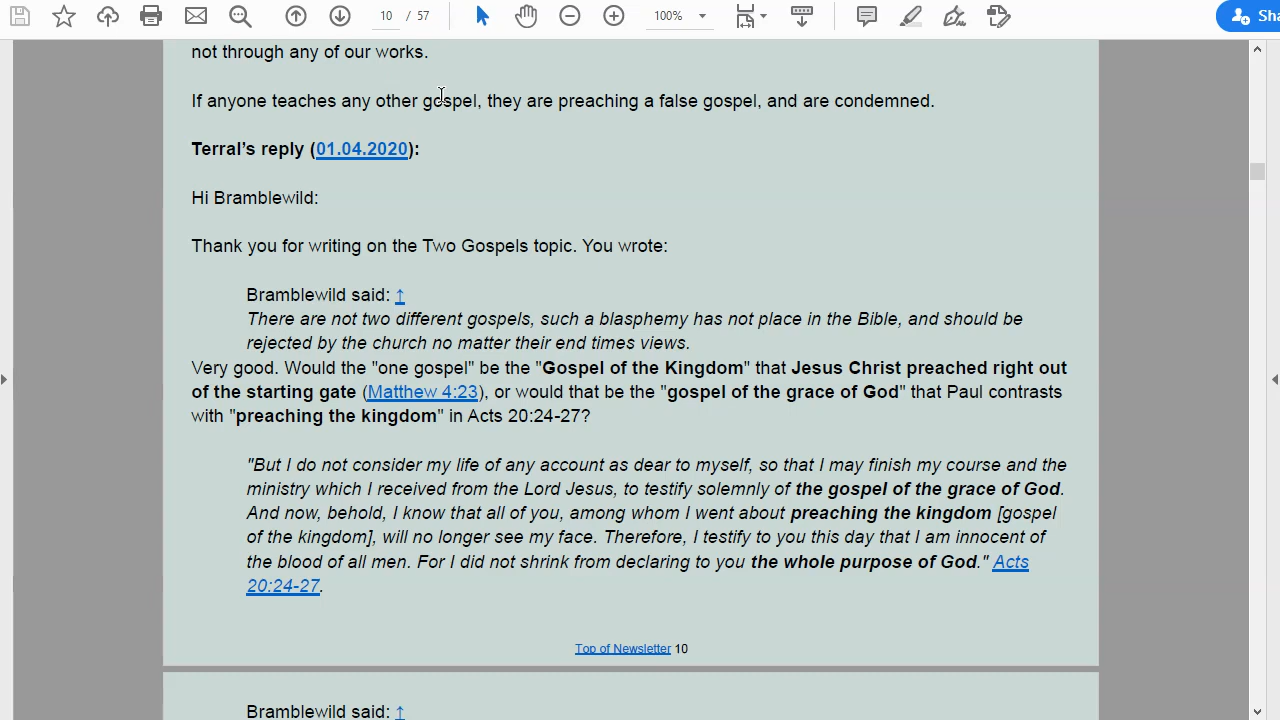 10 / 57
100%
Sha
not through any of our works.
If anyone teaches any other gospel, they are preaching a false gospel, and are condemned.
Terral's reply (01.04.2020):
Hi Bramblewild:
Thank you for writing on the Two Gospels topic. You wrote:
Bramblewild said: ↑
There are not two different gospels, such a blasphemy has not place in the Bible, and should be
rejected by the church no matter their end times views.
Very good. Would the "one gospel" be the "Gospel of the Kingdom" that Jesus Christ preached right out
of the starting gate (Matthew 4:23), or would that be the "gospel of the grace of God" that Paul contrasts
with "preaching the kingdom" in Acts 20:24-27?
"But I do not consider my life of any account as dear to myself, so that I may finish my course and the
ministry which I received from the Lord Jesus, to testify solemnly of the gospel of the grace of God.
And now, behold, I know that all of you, among whom I went about preaching the kingdom [gospel
of the kingdom], will no longer see my face. Therefore, I testify to you this day that I am innocent of
the blood of all men. For I did not shrink from declaring to you the whole purpose of God." Acts
20:24-27.
Top of Newsletter 10
Bramblewild said: ↑